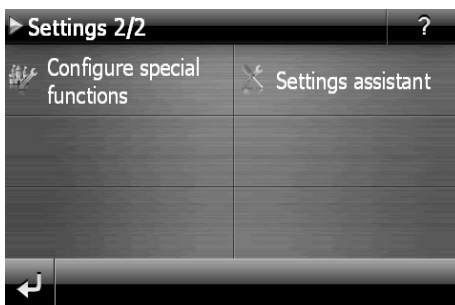 Settings 2/2
?
Configure special
functions
Settings assistant